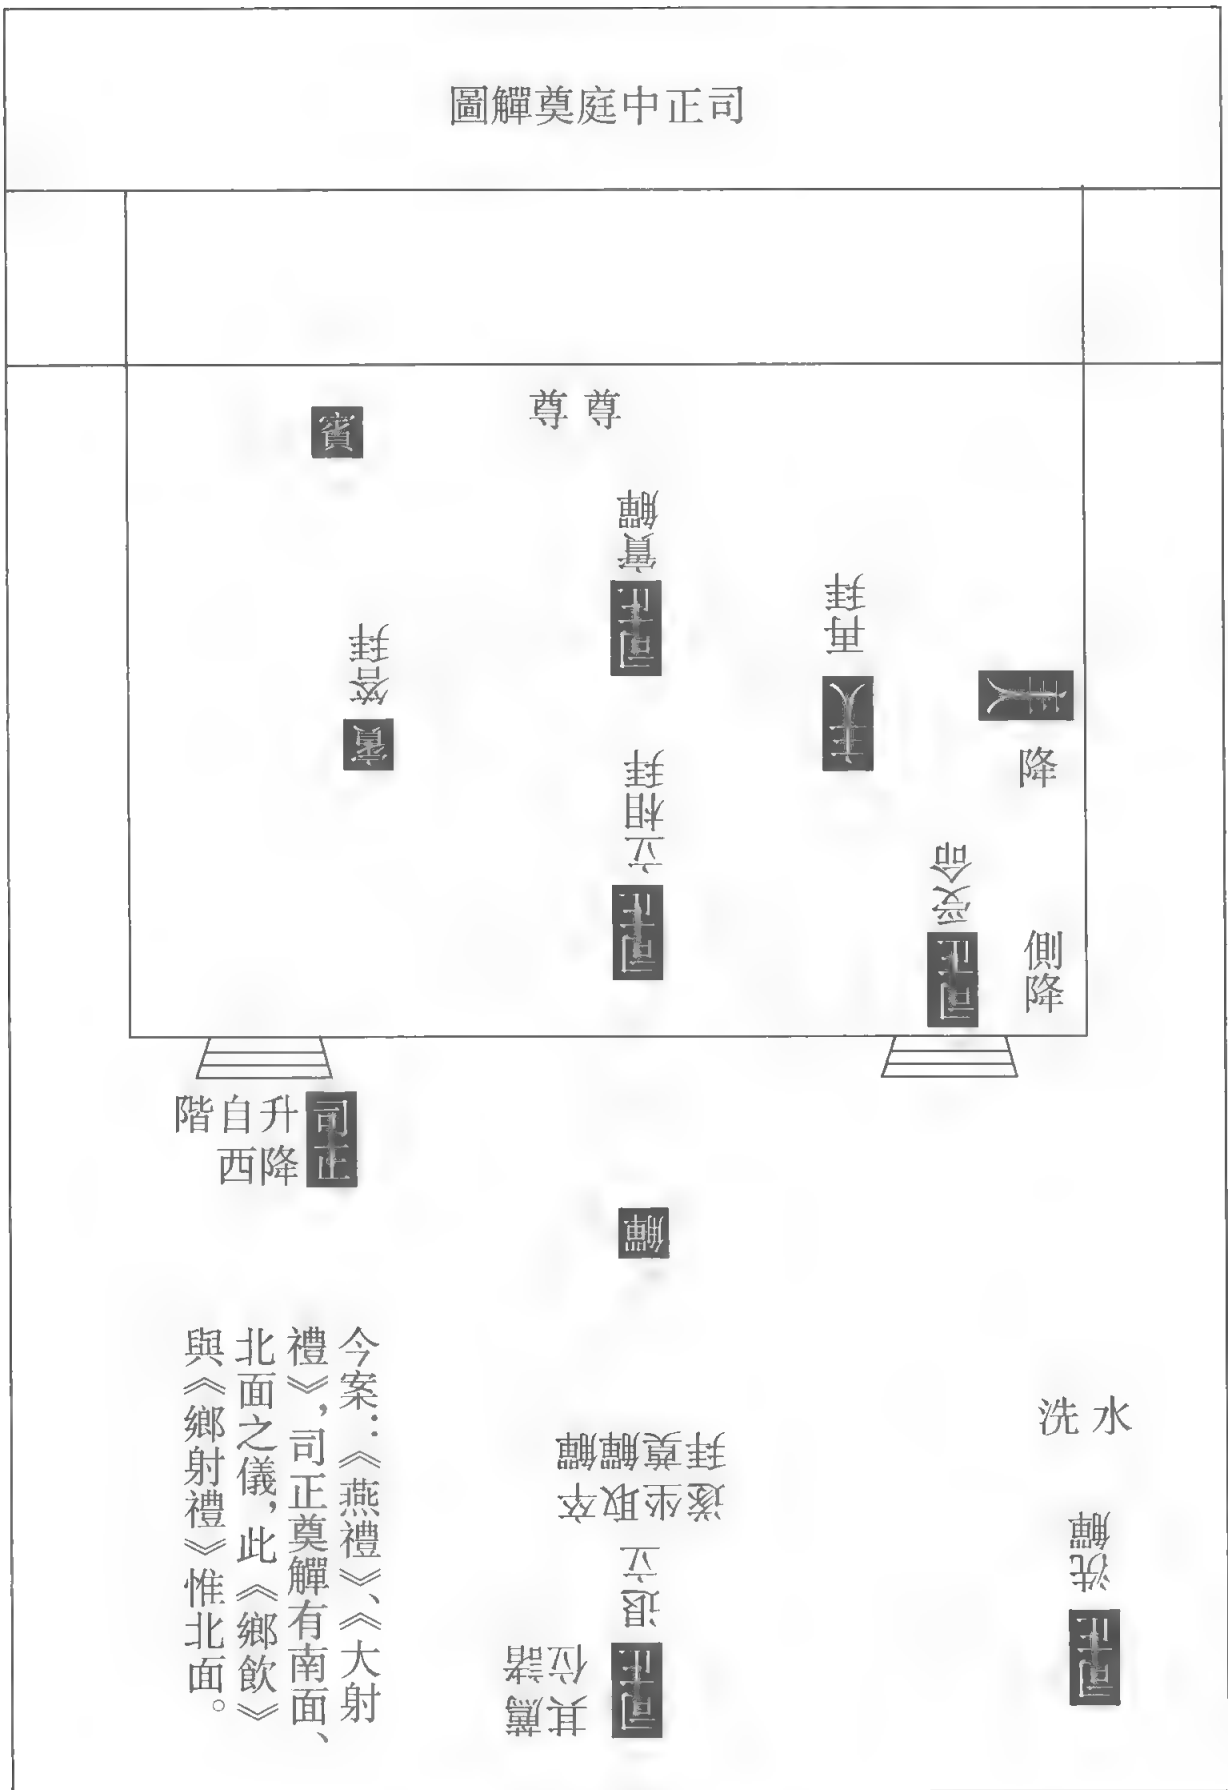 司正中庭奠觶圖
尊尊
賓
司正實觶
主人再拜
賓答拜
主人
降
司正立相拜
司正受命
側降
司正
升降
自西
階
觶
水
洗
司正洗觶
卒觶
取觶
坐奠
遂拜
司正退立
薦諸
其位
今案：《燕禮》、《大射
禮》，司正奠觶有南面、
北面之儀，此《鄉飲》
與《鄉射禮》惟北面。